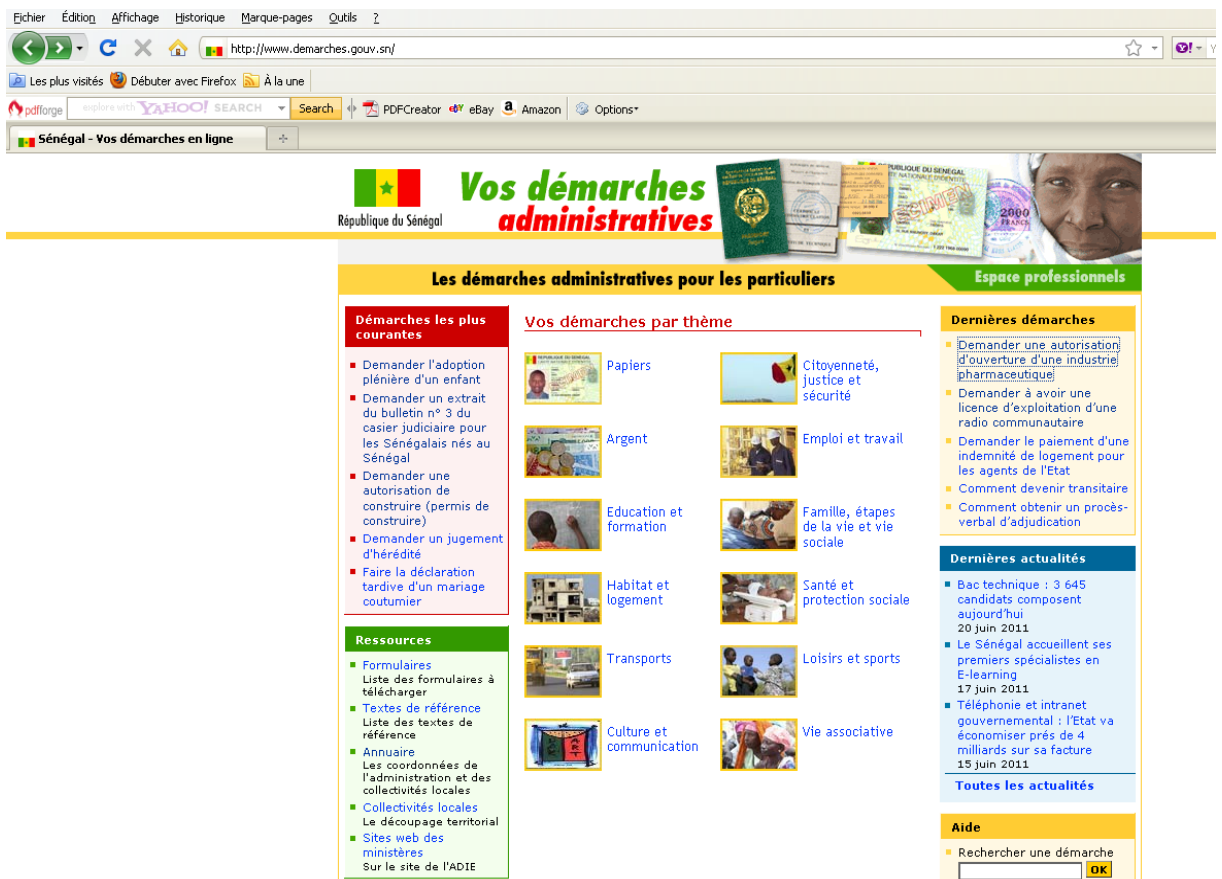 Fichier Édition Affichage Historique Marque-pages Outils ?
http://www.demarches.gouv.sn/
Les plus visités Débuter avec Firefox À la une
pdfforge explore with YAHOO! SEARCH Search PDFCreator eBay Amazon Options
Sénégal - Vos démarches en ligne
République du Sénégal
Vos démarches
administratives
REPUBLIQUE DU SENEGAL
SPECIMEN
2000
Les démarches administratives pour les particuliers
Espace professionnels
Démarches les plus
courantes
Demander l'adoption
plénière d'un enfant
Demander un extrait
du bulletin n° 3 du
casier judiciaire pour
les Sénégalais nés au
Sénégal
Demander une
autorisation de
construire (permis de
construire)
Demander un jugement
d'hérédité
Faire la déclaration
tardive d'un mariage
coutumier
Ressources
Formulaires
Liste des formulaires à
télécharger
Textes de référence
Liste des textes de
référence
Annuaire
Les coordonnées de
l'administration et des
collectivités locales
Collectivités locales
Le découpage territorial
Sites web des
ministères
Sur le site de l'ADIE
Vos démarches par thème
Papiers
Citoyenneté,
justice et
sécurité
Argent
Emploi et travail
Education et
formation
Famille, étapes
de la vie et vie
sociale
Habitat et
logement
Santé et
protection sociale
Transports
Loisirs et sports
Culture et
communication
Vie associative
Dernières démarches
Demander une autorisation
d'ouverture d'une industrie
pharmaceutique
Demander à avoir une
licence d’exploitation d’une
radio communautaire
Demander le paiement d'une
indemnité de logement pour
les agents de l'Etat
Comment devenir transitaire
Comment obtenir un procès-
verbal d’adjudication
Dernières actualités
Bac technique : 3 645
candidats composent
aujourd’hui
20 juin 2011
Le Sénégal accueillent ses
premiers spécialistes en
E-learning
17 juin 2011
Téléphonie et intranet
gouvernemental : l’Etat va
économiser prés de 4
milliards sur sa facture
15 juin 2011
Toutes les actualités
Aide
Rechercher une démarche
OK